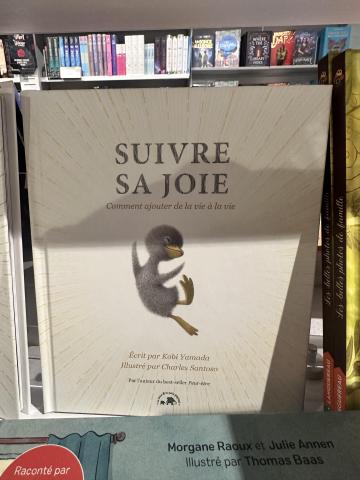 SUIVRE
SA JOIE
Comment ajouter de la vie à la vie
Écrit par Kobi Yamada
Illustré par Charles Santoso
Par l'auteur du best-seller Peut-être
Les belles photos de famille
Les belles photos de famille
Morgane Raoux et Julie Annen
Illustré par Thomas Baas
Raconté par